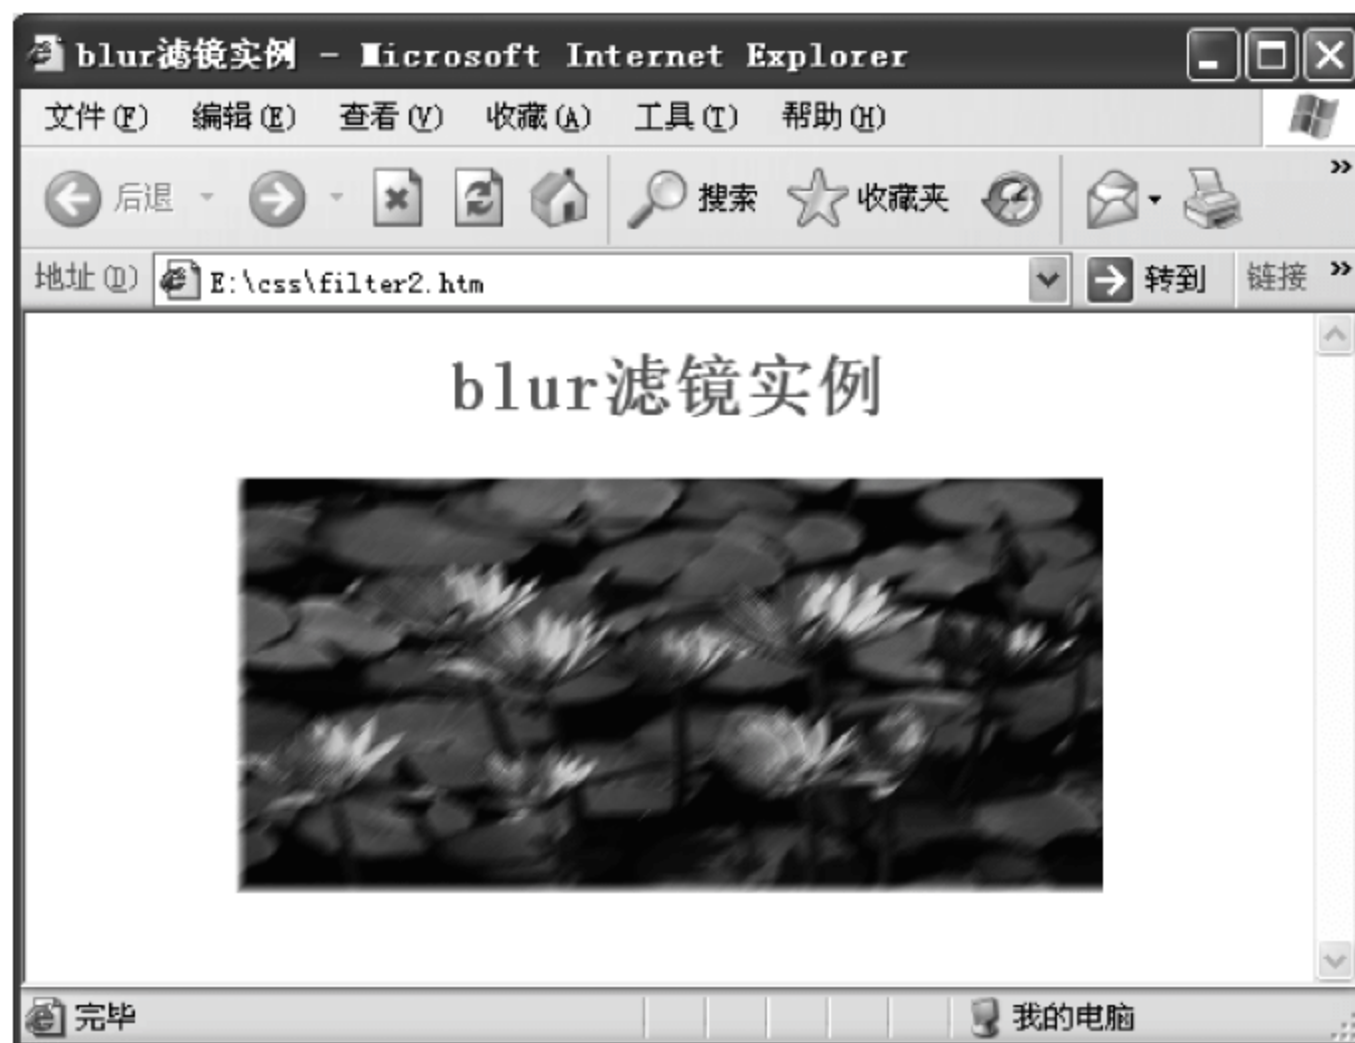 blur滤镜实例 - Microsoft Internet Explorer
文件(F) 编辑(E) 查看(V) 收藏(A) 工具(T) 帮助(H)
后退 搜索 收藏夹 »
地址(D) E:\css\filter2.htm 转到 链接 »
blur滤镜实例
完毕 我的电脑